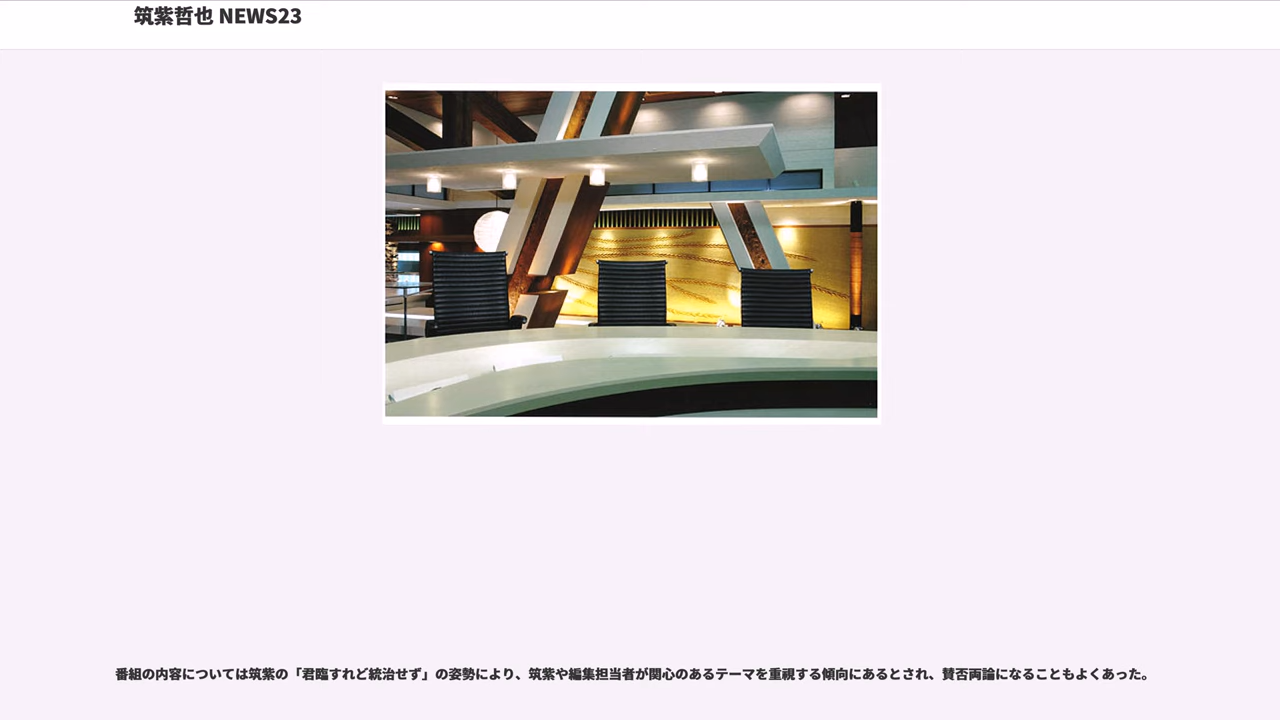 筑紫哲也 NEWS23
番組の内容については筑紫の「君臨すれど統治せず」の姿勢により、筑紫や編集担当者が関心のあるテーマを重視する傾向にあるとされ、賛否両論になることもよくあった。